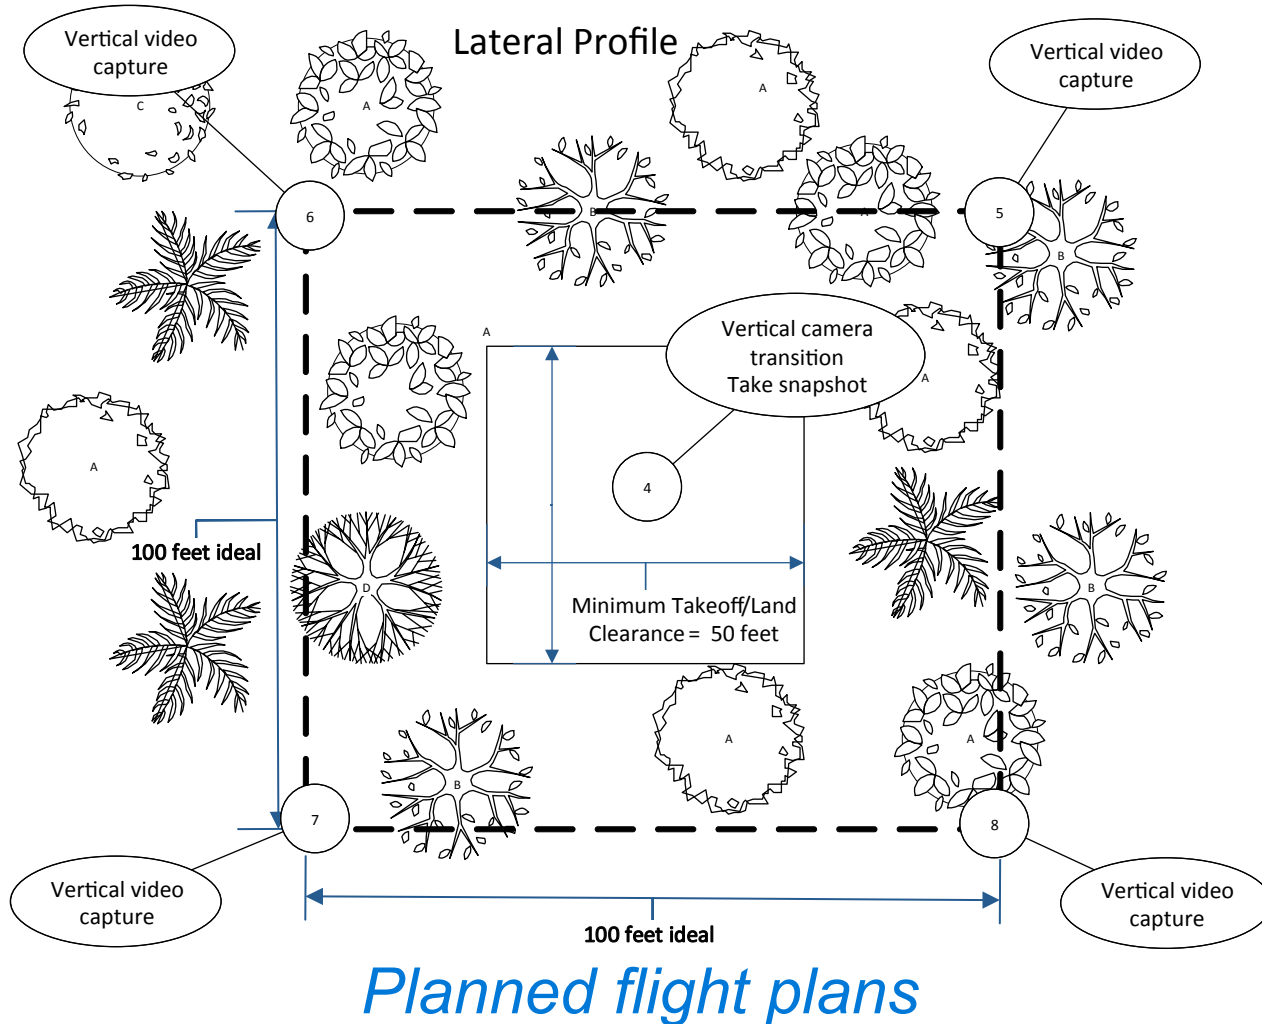 Lateral Profile
Vertical video
capture
Vertical video
capture
C
A
A
6
B
A
5
B
A
Vertical camera
transition
Take snapshot
A
A
4
100 feet ideal
D
B
Minimum Takeoff/Land
Clearance = 50 feet
A
A
B
7
8
Vertical video
capture
Vertical video
capture
100 feet ideal
Planned flight plans